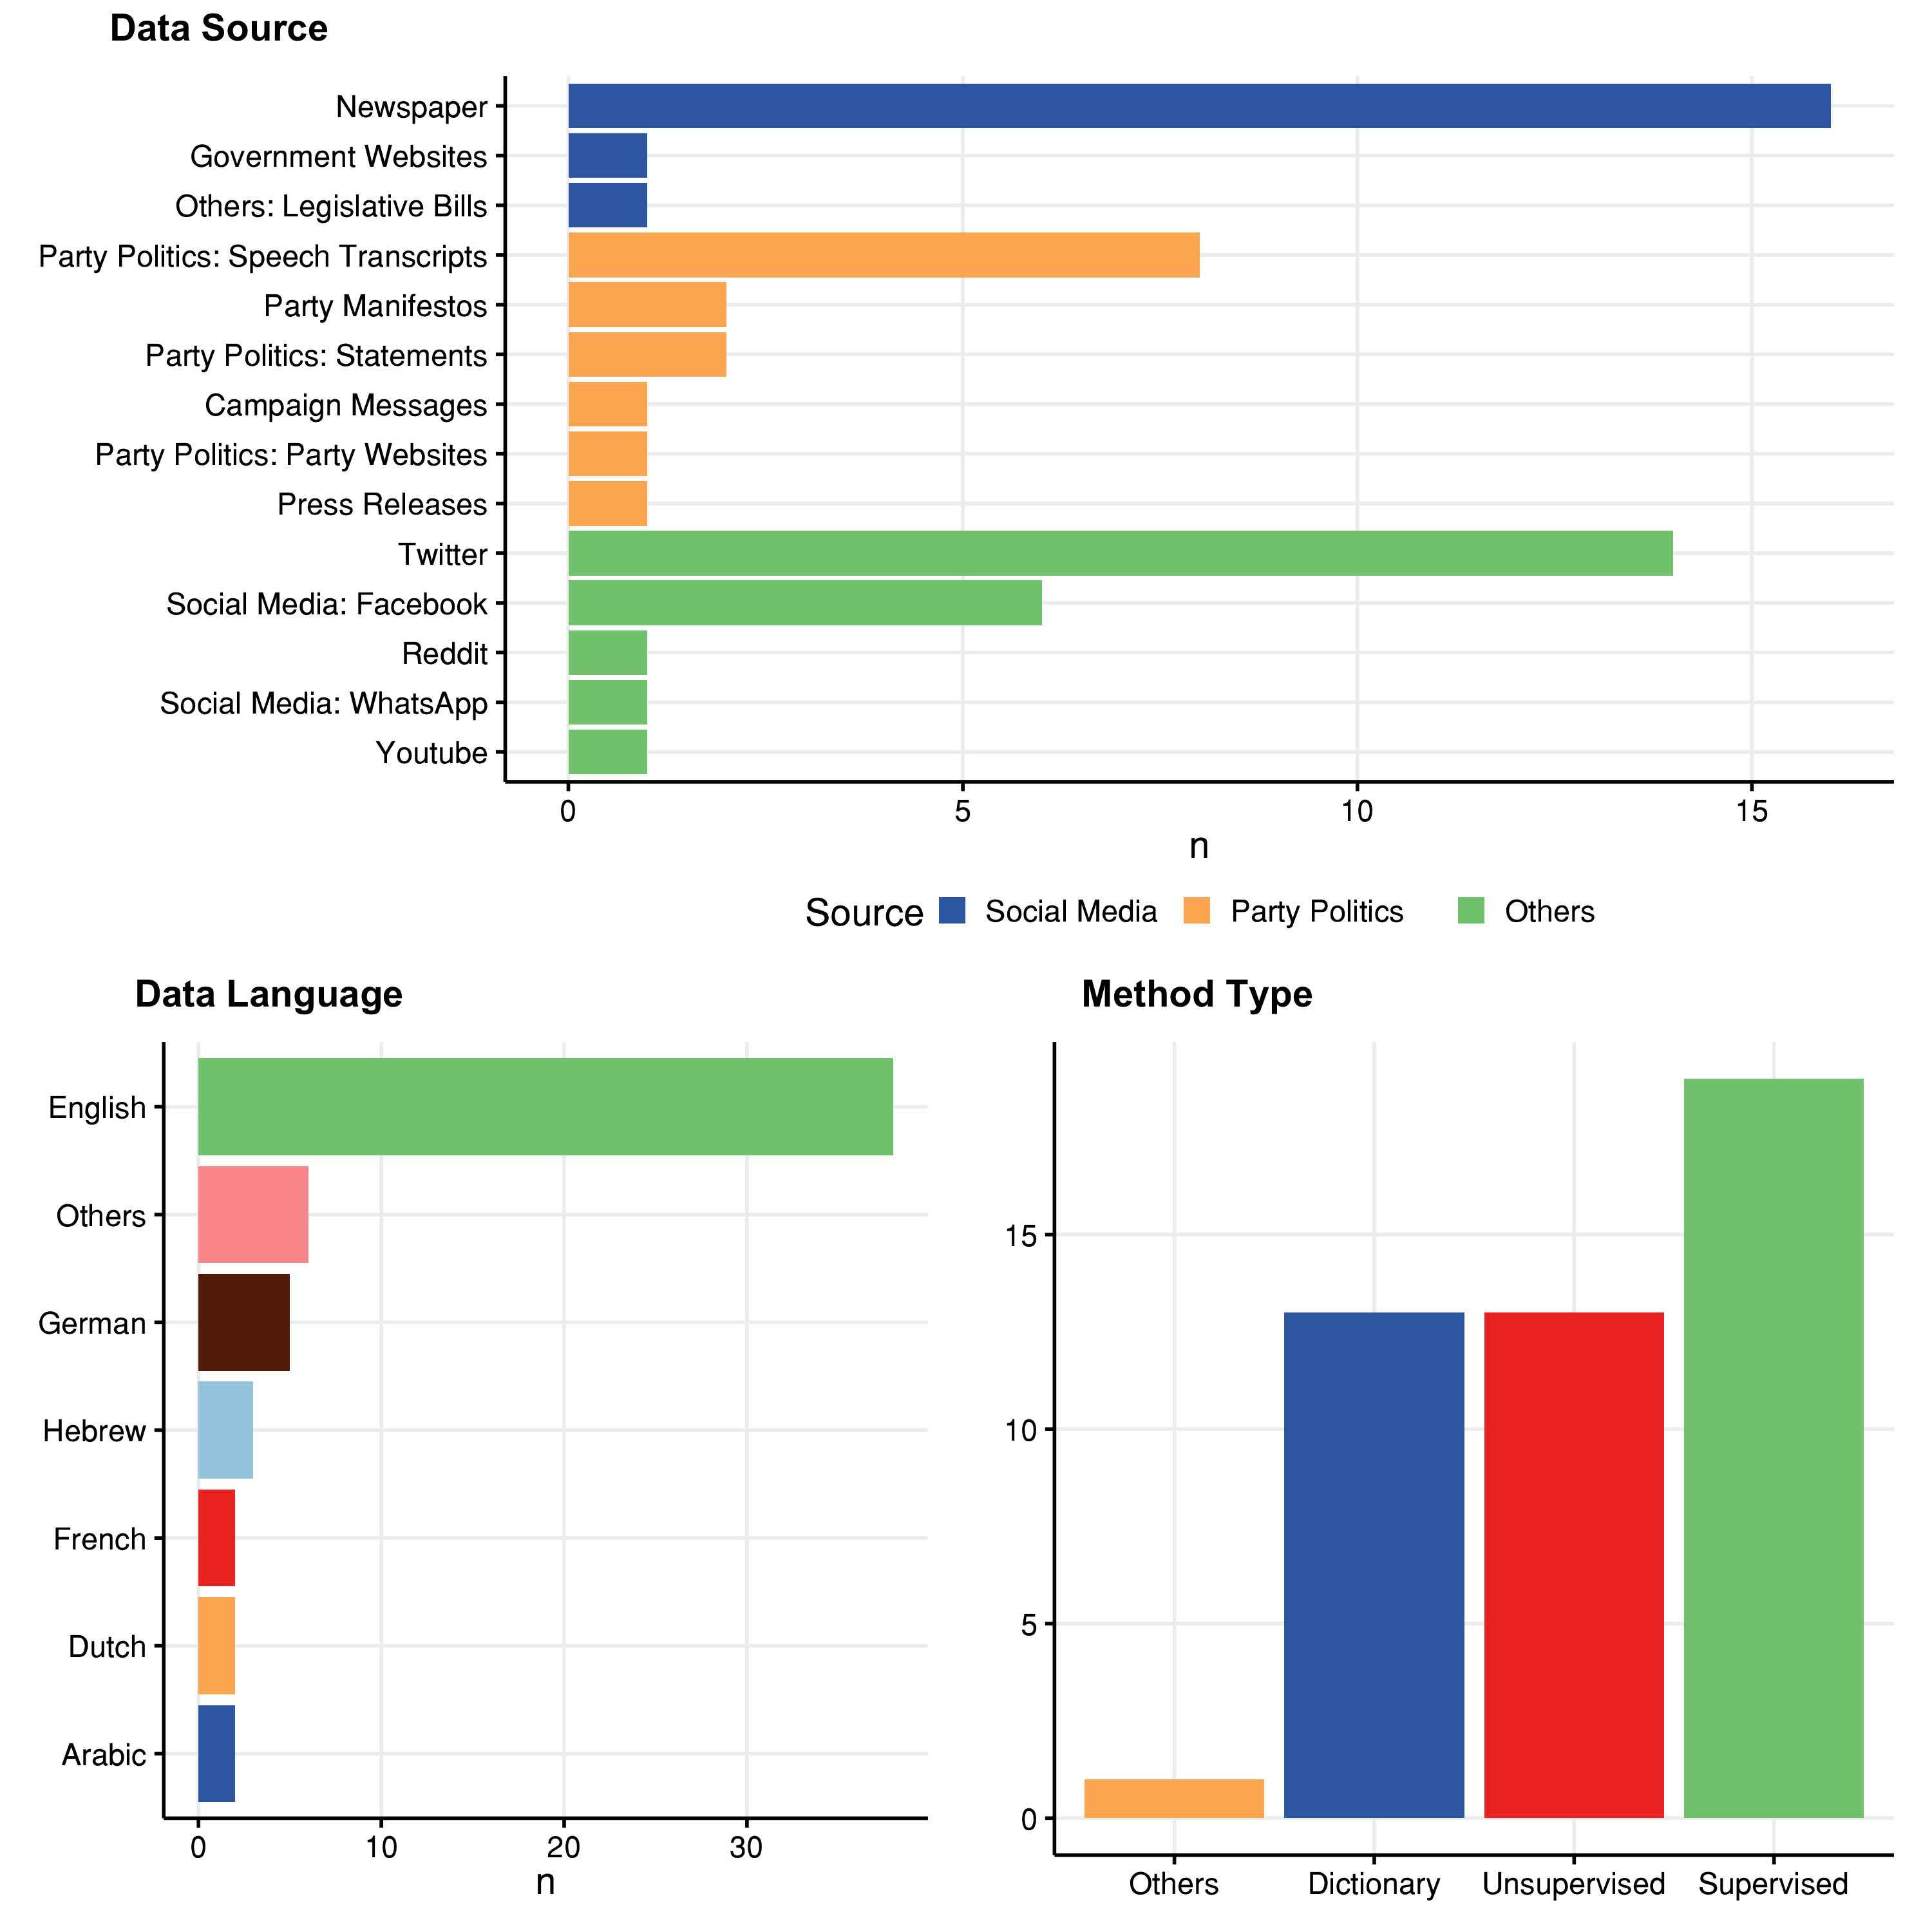 Data Source
Newspaper
Government Websites
Others: Legislative Bills
Party Politics: Speech Transcripts
Party Manifestos
Party Politics: Statements
Campaign Messages
Party Politics: Party Websites
Press Releases
Twitter
Social Media: Facebook
Reddit
Social Media: WhatsApp
Youtube
0 5 10 15
n
Source Social Media Party Politics Others
Data Language
English
Others
German
Hebrew
French
Dutch
Arabic
0 10 20 30
n
Method Type
15
10
5
0
Others Dictionary Unsupervised Supervised